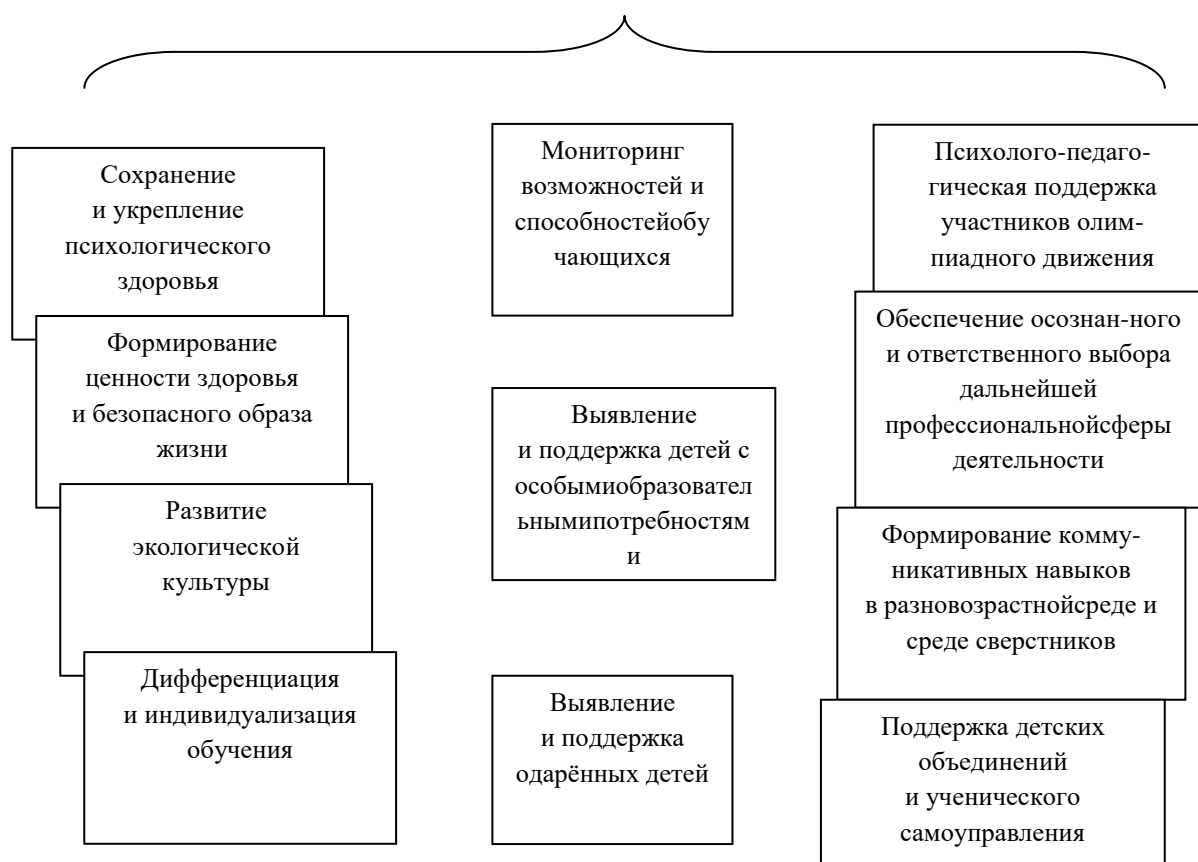 Сохранение
и укрепление
психологического
здоровья
Формирование
ценности здоровья
и безопасного образа
жизни
Развитие
экологической
культуры
Дифференциация
и индивидуализация
обучения
Мониторинг
возможностей и
способностейобу
чающихся
Выявление
и поддержка детей с
особымиобразовател
ьнымипотребностям
и
Выявление
и поддержка
одарённых детей
Психолого-педаго-
гическая поддержка
участников олим-
пиадного движения
Обеспечение осознан-ного
и ответственного выбора
дальнейшей
профессиональнойсферы
деятельности
Формирование комму-
никативных навыков
в разновозрастнойсреде и
среде сверстников
Поддержка детских
объединений
и ученического
самоуправления